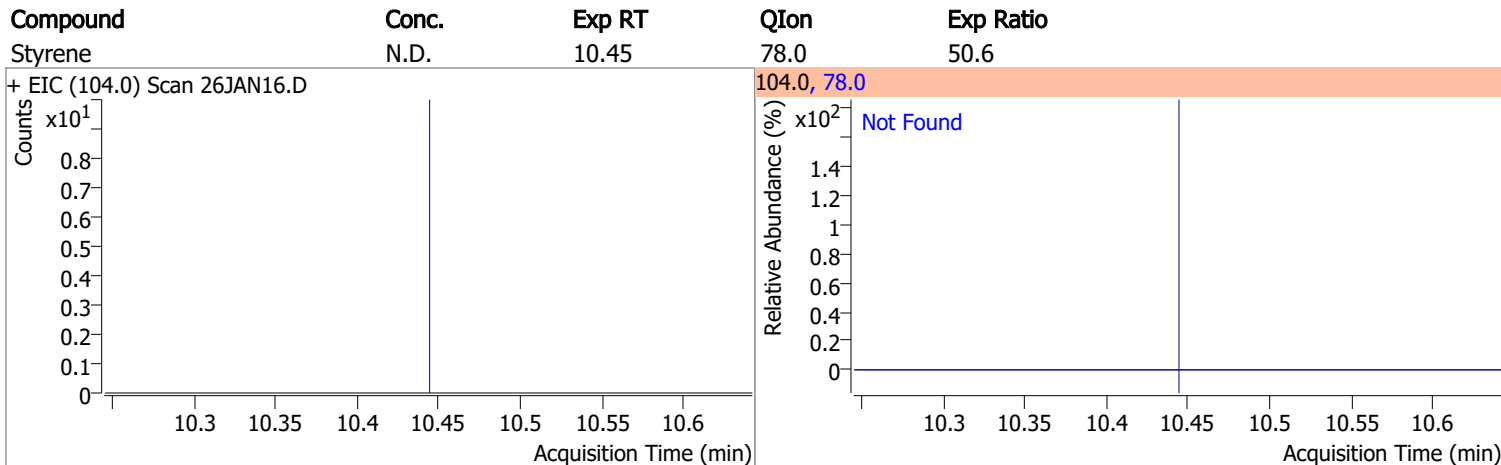 Compound Conc. Exp RT QIon Exp Ratio
Styrene N.D. 10.45 78.0 50.6
+ EIC (104.0) Scan 26JAN16.D
Counts
x10¹
0.8
0.7
0.6
0.5
0.4
0.3
0.2
0.1
0
10.3 10.35 10.4 10.45 10.5 10.55 10.6
Acquisition Time (min)
104.0, 78.0
Relative Abundance (%)
x10²
Not Found
1.4
1.2
1
0.8
0.6
0.4
0.2
0
10.3 10.35 10.4 10.45 10.5 10.55 10.6
Acquisition Time (min)